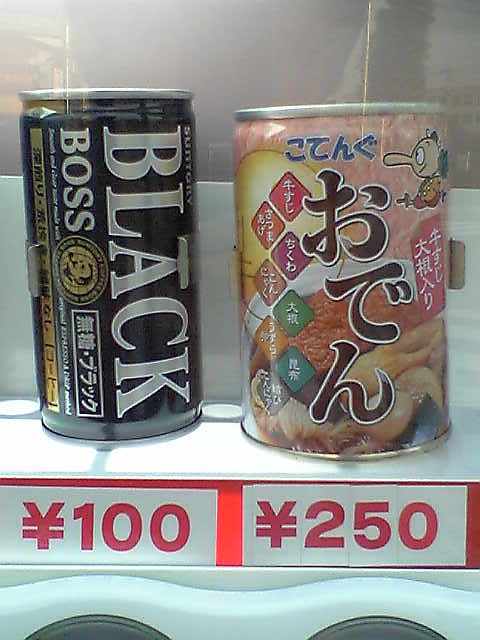 SUNTORY
BLACK
BOSS
無糖・ブラック
こてんぐ
おでん
牛すじ
大根入り
牛すじ
さつまあげ
ちくわ
こんにゃく
大根
うずら
昆布
¥100
¥250